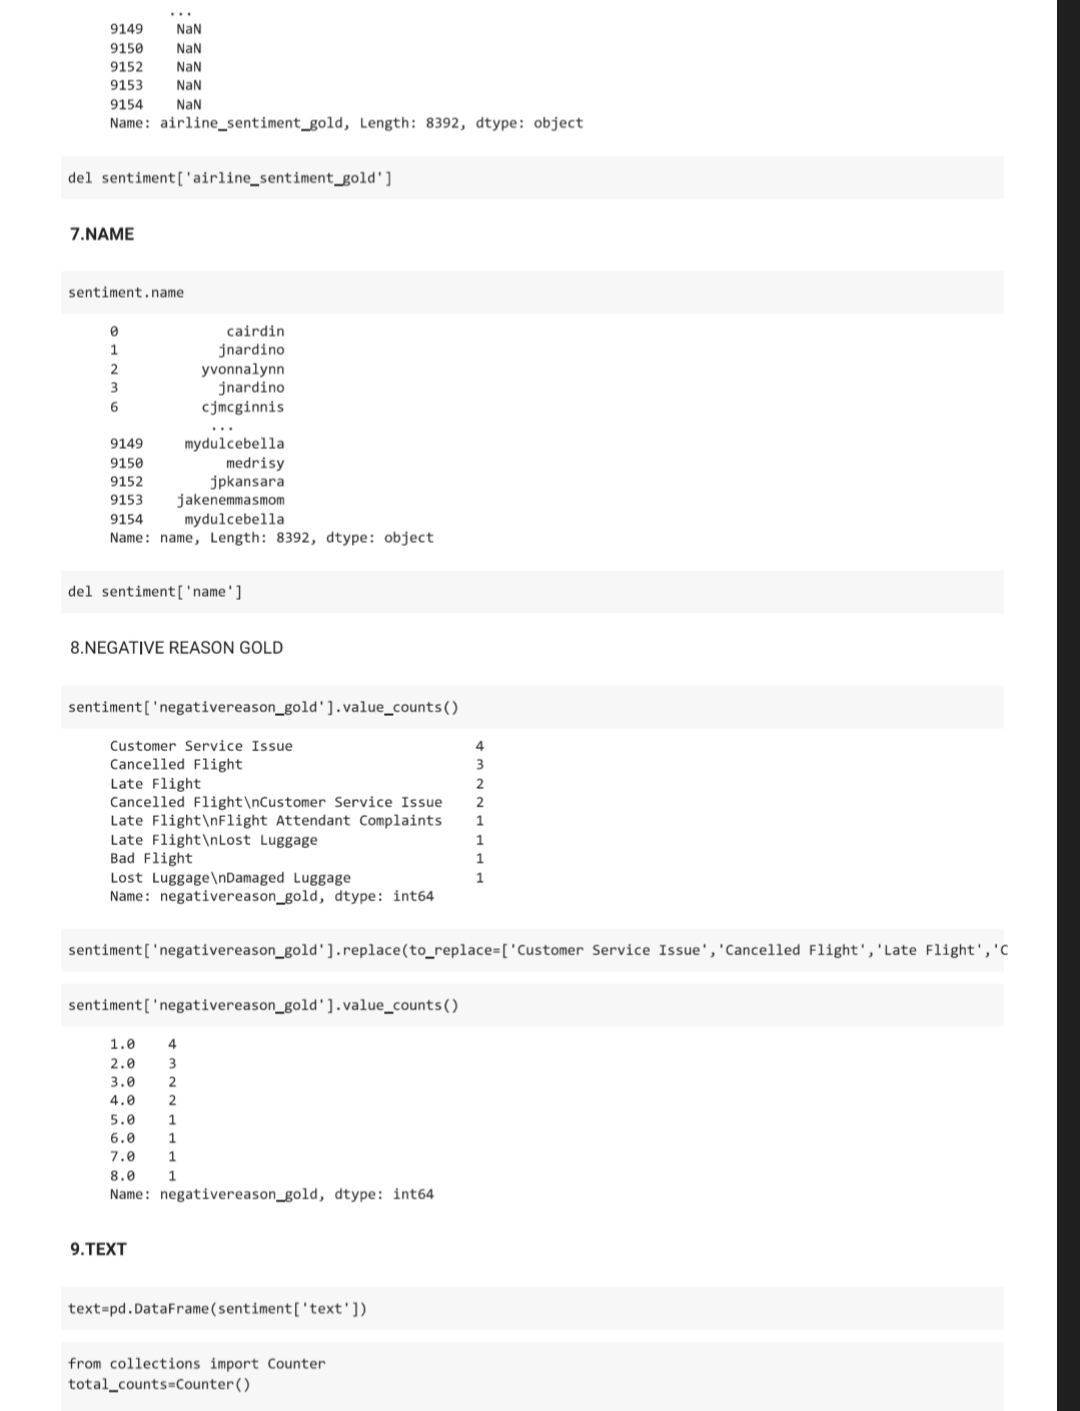 ...
9149    NaN
9150    NaN
9152    NaN
9153    NaN
9154    NaN
Name: airline_sentiment_gold, Length: 8392, dtype: object
del sentiment['airline_sentiment_gold']
7.NAME
sentiment.name
0             cairdin
1            jnardino
2          yvonnalynn
3            jnardino
6          cjmcginnis
...
9149     mydulcebella
9150          medrisy
9152        jpkansara
9153    jakenemmasmom
9154     mydulcebella
Name: name, Length: 8392, dtype: object
del sentiment['name']
8.NEGATIVE REASON GOLD
sentiment['negativereason_gold'].value_counts()
Customer Service Issue                      4
Cancelled Flight                            3
Late Flight                                 2
Cancelled Flight\nCustomer Service Issue    2
Late Flight\nFlight Attendant Complaints    1
Late Flight\nLost Luggage                   1
Bad Flight                                  1
Lost Luggage\nDamaged Luggage               1
Name: negativereason_gold, dtype: int64
sentiment['negativereason_gold'].replace(to_replace=['Customer Service Issue','Cancelled Flight','Late Flight','C
sentiment['negativereason_gold'].value_counts()
1.0    4
2.0    3
3.0    2
4.0    2
5.0    1
6.0    1
7.0    1
8.0    1
Name: negativereason_gold, dtype: int64
9.TEXT
text=pd.DataFrame(sentiment['text'])
from collections import Counter
total_counts=Counter()